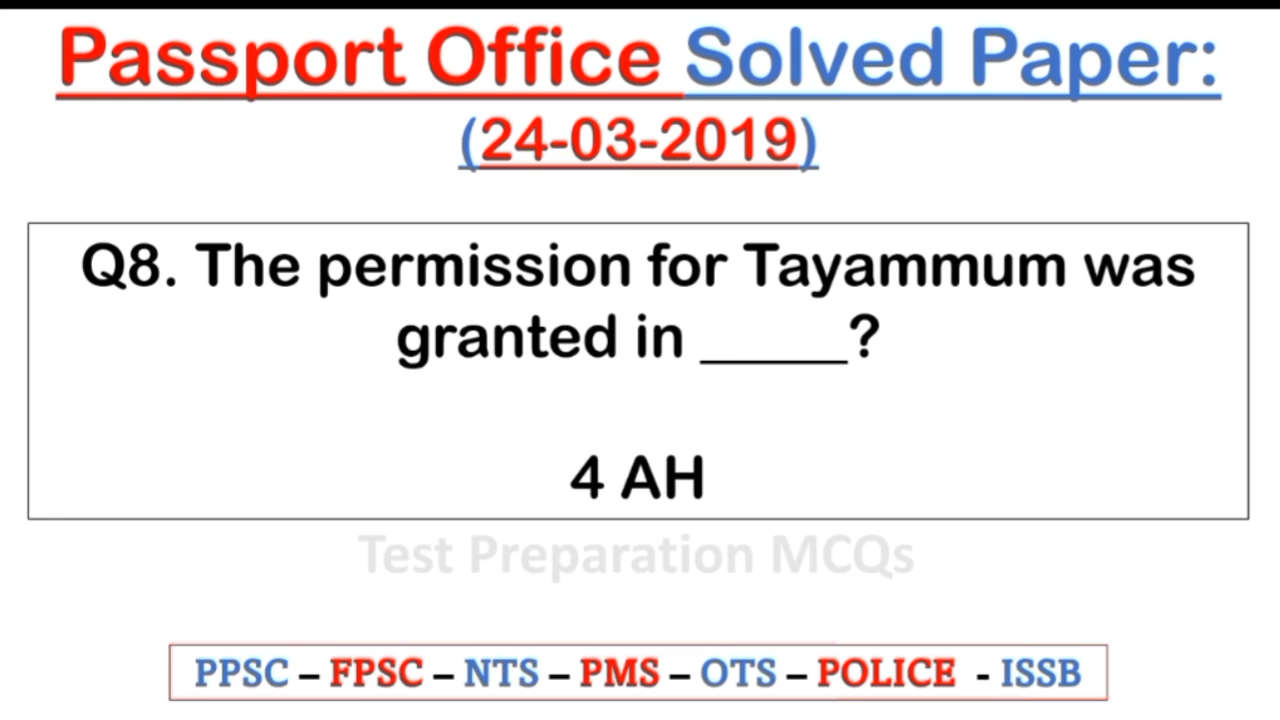 Passport Office Solved Paper:
(24-03-2019)
Q8. The permission for Tayammum was
granted in _____?
4 AH
Test Preparation MCQs
PPSC – FPSC – NTS – PMS – OTS – POLICE - ISSB